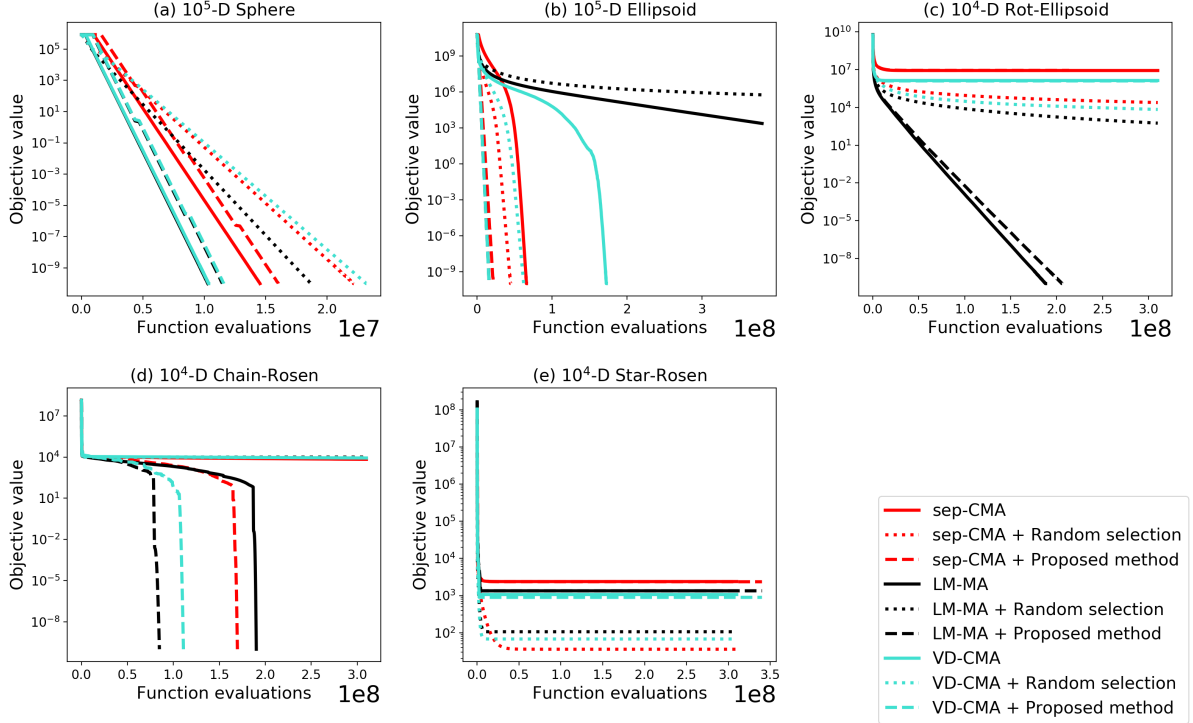 (a) 10⁵-D Sphere
10⁵
10³
10¹
10⁻¹
10⁻³
10⁻⁵
10⁻⁷
10⁻⁹
Objective value
0.0 0.5 1.0 1.5 2.0
Function evaluations 1e7
(b) 10⁵-D Ellipsoid
10⁹
10⁶
10³
10⁰
10⁻³
10⁻⁶
10⁻⁹
Objective value
0 1 2 3
Function evaluations 1e8
(c) 10⁴-D Rot-Ellipsoid
10¹⁰
10⁷
10⁴
10¹
10⁻²
10⁻⁵
10⁻⁸
Objective value
0.0 0.5 1.0 1.5 2.0 2.5 3.0
Function evaluations 1e8
(d) 10⁴-D Chain-Rosen
10⁷
10⁴
10¹
10⁻²
10⁻⁵
10⁻⁸
Objective value
0.0 0.5 1.0 1.5 2.0 2.5 3.0
Function evaluations 1e8
(e) 10⁴-D Star-Rosen
10⁸
10⁷
10⁶
10⁵
10⁴
10³
10²
Objective value
0.0 0.5 1.0 1.5 2.0 2.5 3.0 3.5
Function evaluations 1e8
sep-CMA
sep-CMA + Random selection
sep-CMA + Proposed method
LM-MA
LM-MA + Random selection
LM-MA + Proposed method
VD-CMA
VD-CMA + Random selection
VD-CMA + Proposed method